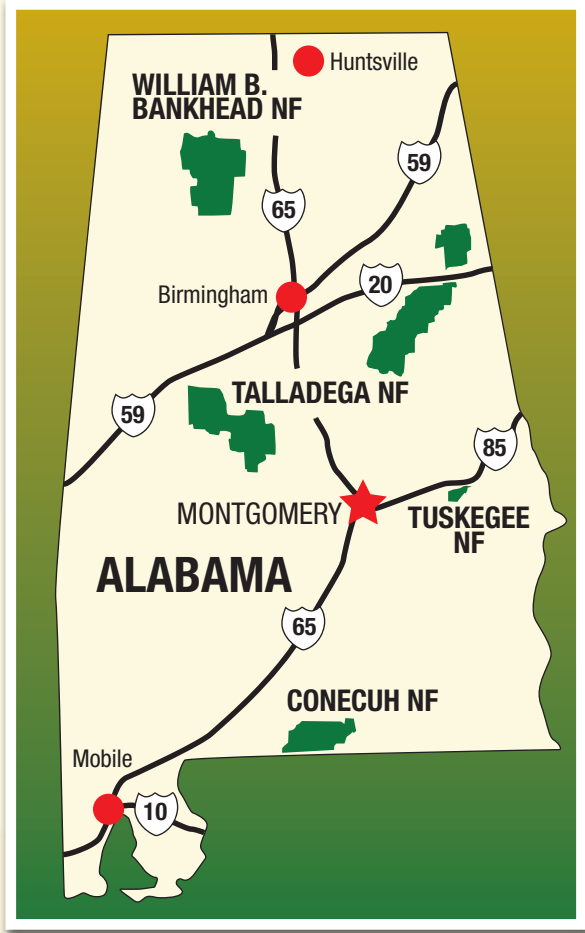 Huntsville
WILLIAM B.
BANKHEAD NF
59
65
20
Birmingham
TALLADEGA NF
59
85
MONTGOMERY
TUSKEGEE
NF
ALABAMA
65
CONECUH NF
Mobile
10